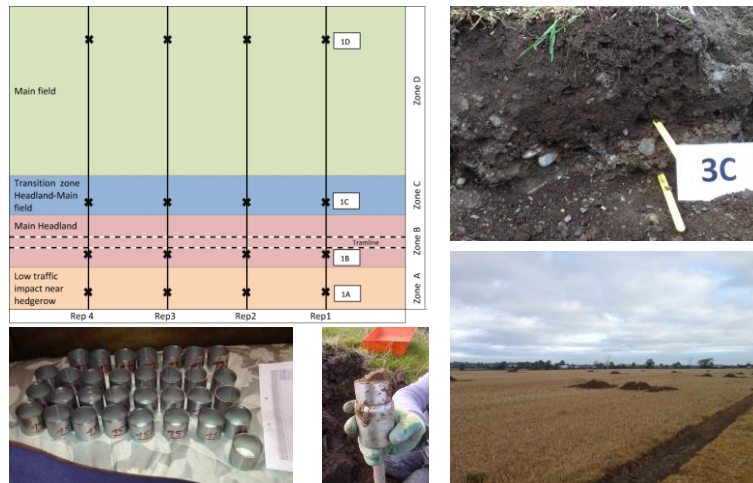 1D
Main field
Zone D
Transition zone
Headland-Main
field
1C
Zone C
Main Headland
Tramline
Zone B
1B
Low traffic
impact near
hedgerow
1A
Zone A
Rep 4
Rep3
Rep2
Rep1
3C